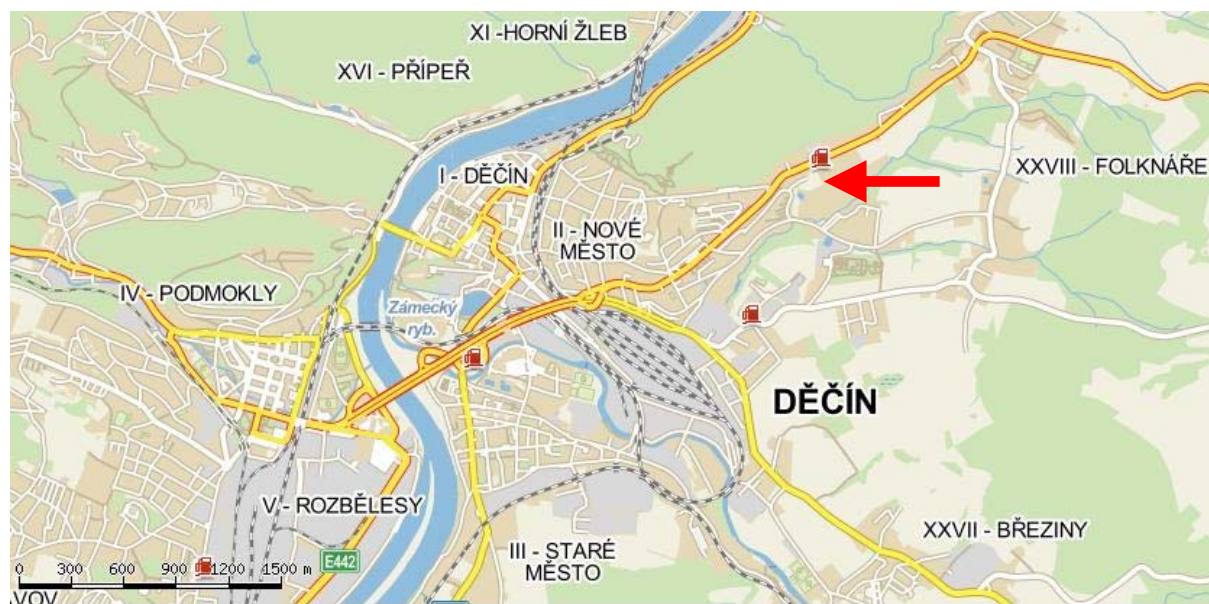 XI -HORNÍ ŽLEB
XVI - PŘÍPEŘ
XXVIII - FOLKNÁŘE
I - DĚČÍN
II - NOVÉ
MĚSTO
IV - PODMOKLY
Zámecký
ryb.
DĚČÍN
V - ROZBĚLESY
XXVII - BŘEZINY
III - STARÉ
MĚSTO
E442
0 300 600 900 1200 1500 m